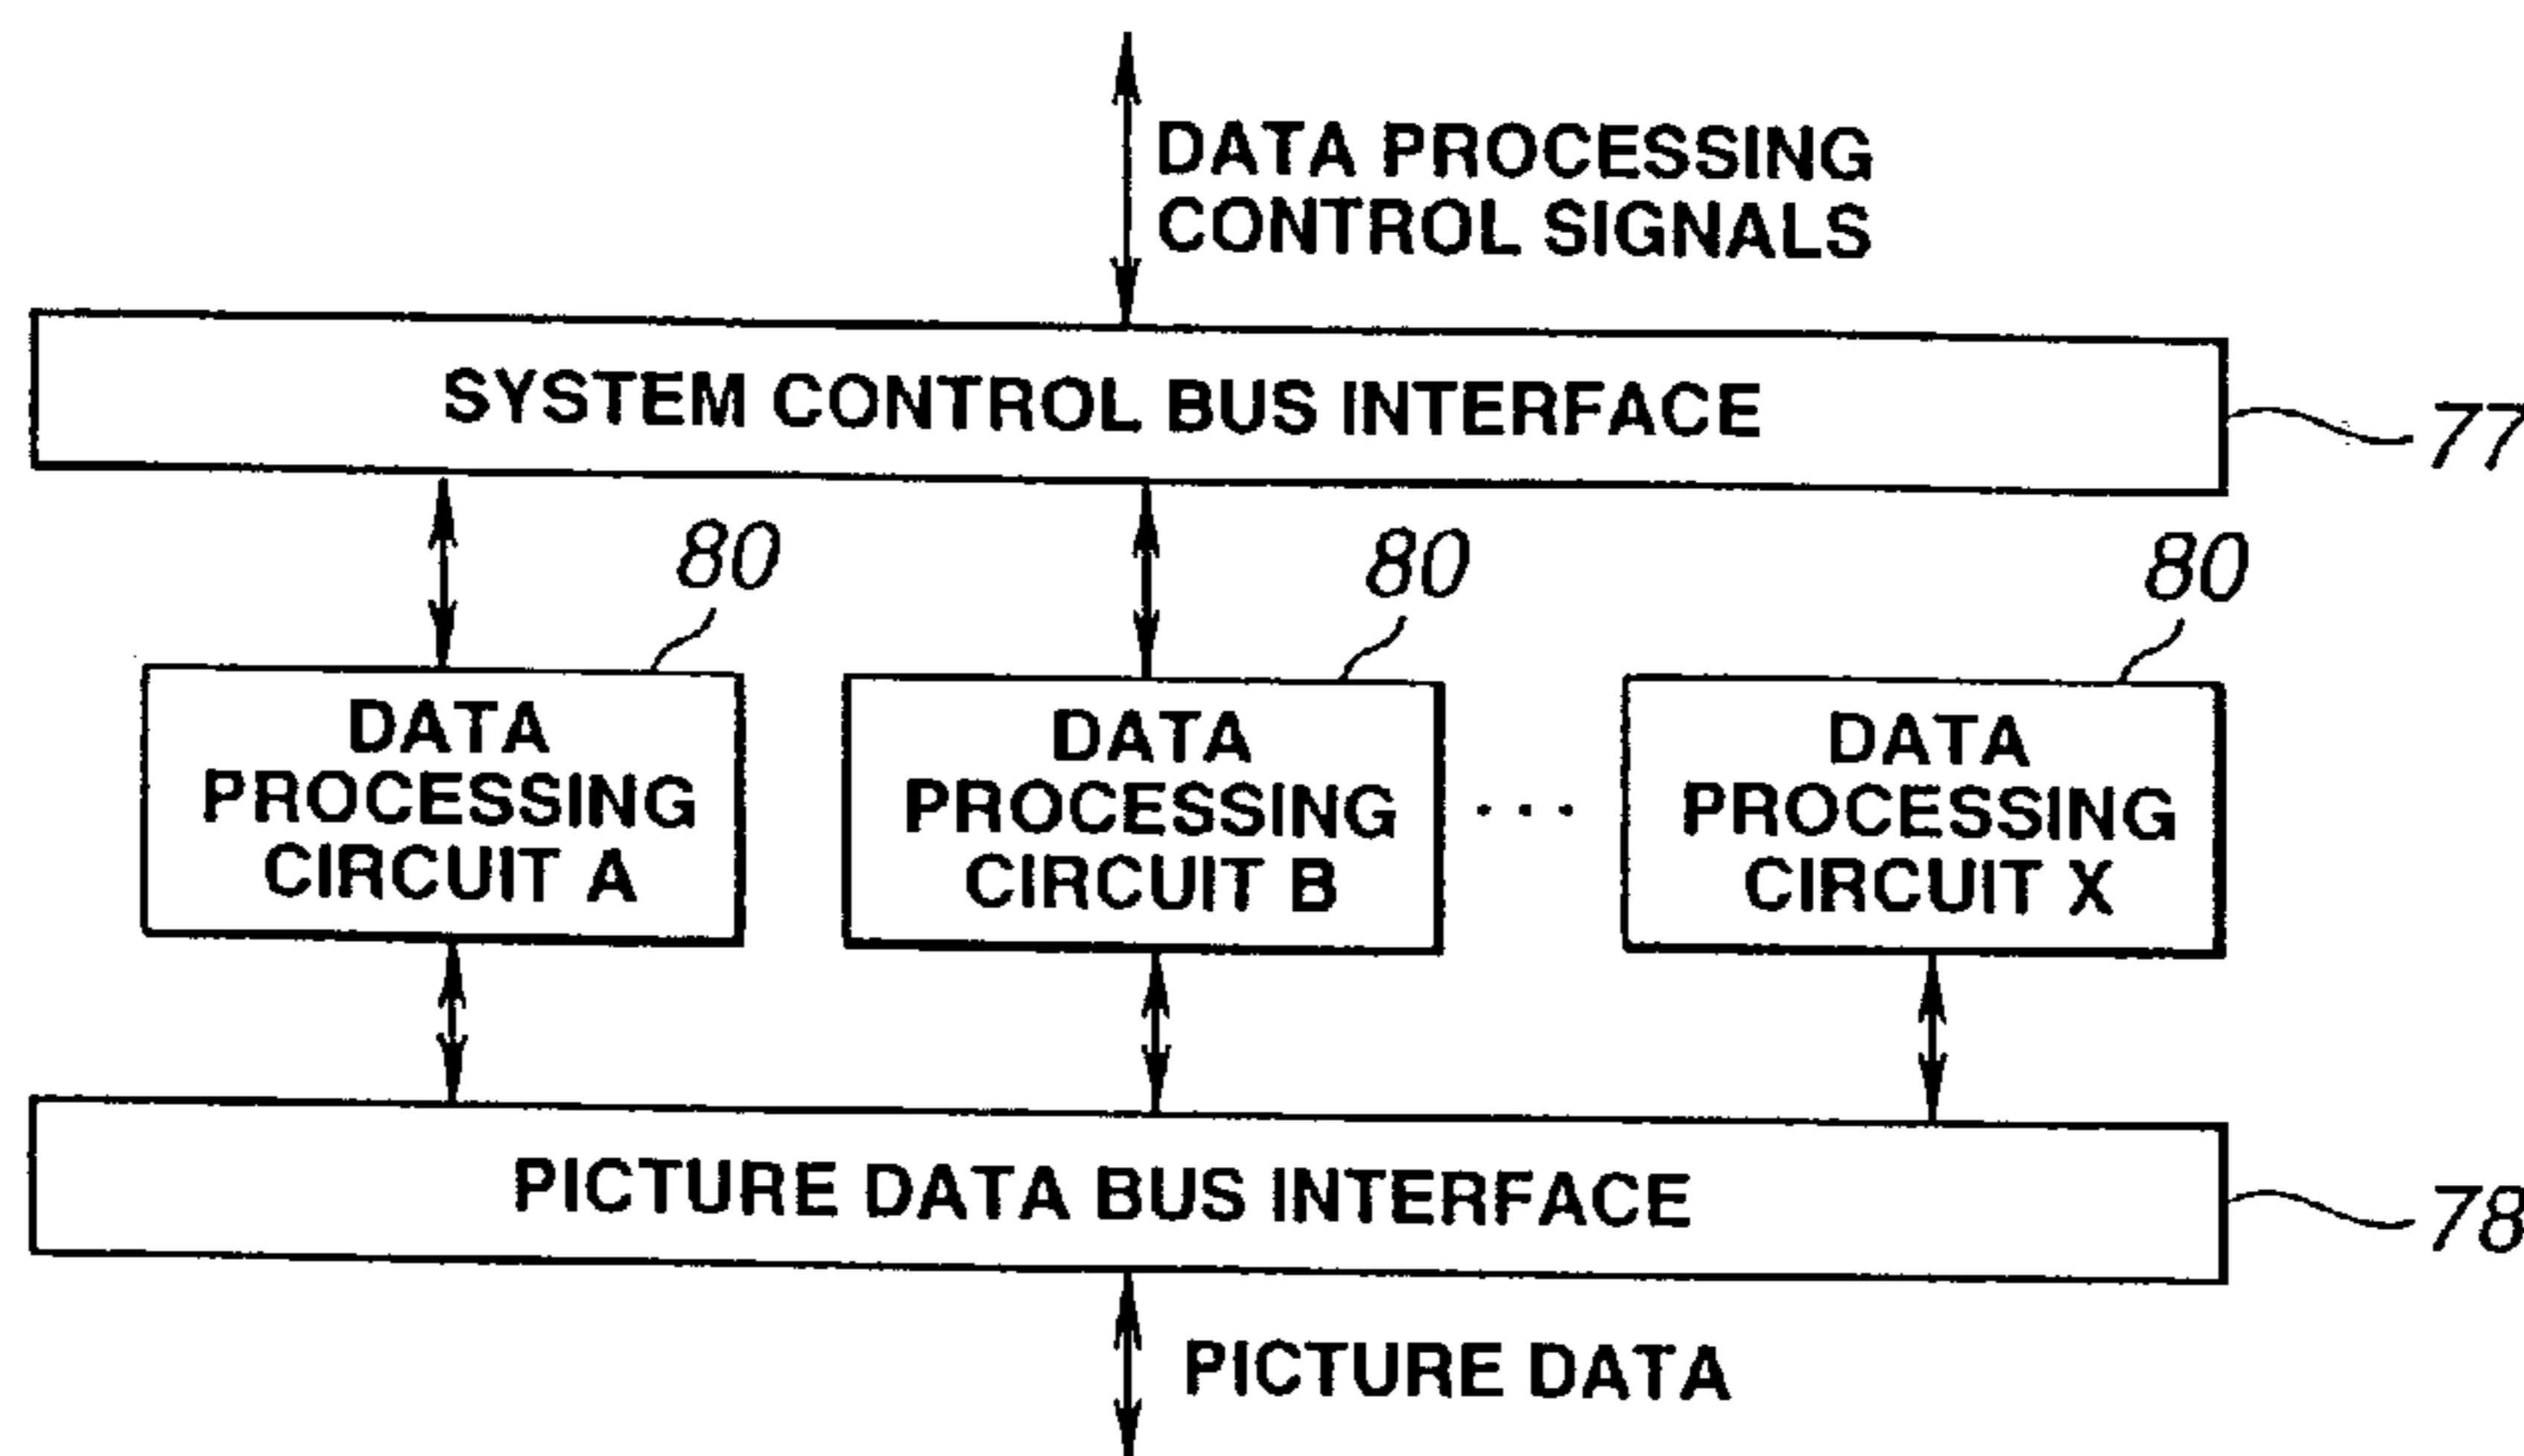 DATA PROCESSING
CONTROL SIGNALS
SYSTEM CONTROL BUS INTERFACE
77
80
80
80
DATA
PROCESSING
CIRCUIT A
DATA
PROCESSING
CIRCUIT B
...
DATA
PROCESSING
CIRCUIT X
PICTURE DATA BUS INTERFACE
78
PICTURE DATA